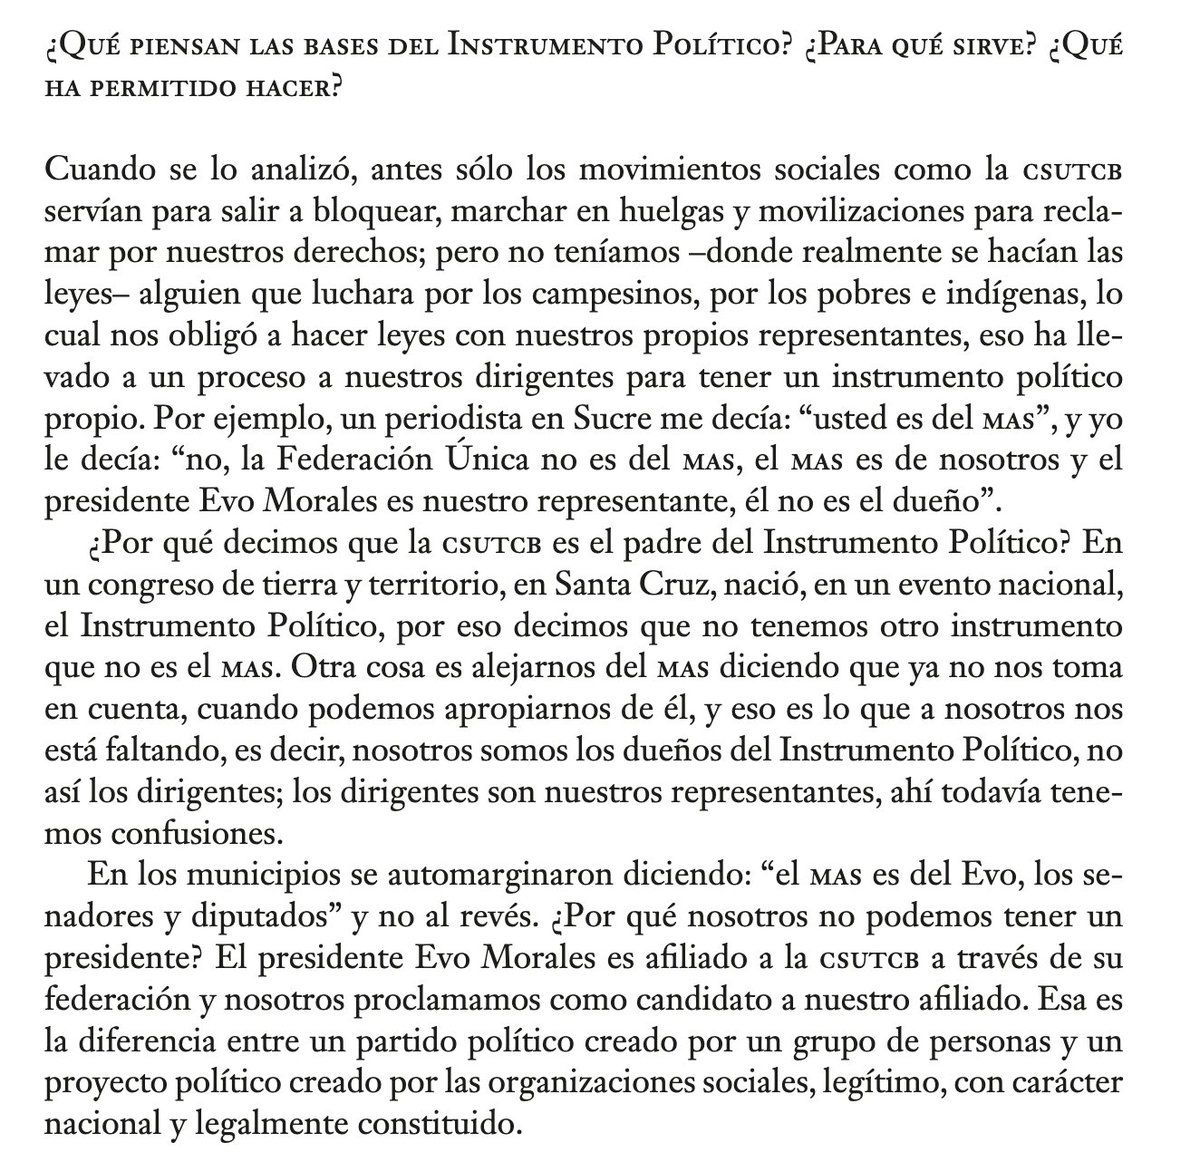 ¿Qué piensan las bases del Instrumento Político? ¿Para qué sirve? ¿Qué
ha permitido hacer?
Cuando se lo analizó, antes sólo los movimientos sociales como la CSUTCB
servían para salir a bloquear, marchar en huelgas y movilizaciones para recla-
mar por nuestros derechos; pero no teníamos –donde realmente se hacían las
leyes– alguien que luchara por los campesinos, por los pobres e indígenas, lo
cual nos obligó a hacer leyes con nuestros propios representantes, eso ha lle-
vado a un proceso a nuestros dirigentes para tener un instrumento político
propio. Por ejemplo, un periodista en Sucre me decía: “usted es del MAS”, y yo
le decía: “no, la Federación Única no es del MAS, el MAS es de nosotros y el
presidente Evo Morales es nuestro representante, él no es el dueño”.
¿Por qué decimos que la CSUTCB es el padre del Instrumento Político? En
un congreso de tierra y territorio, en Santa Cruz, nació, en un evento nacional,
el Instrumento Político, por eso decimos que no tenemos otro instrumento
que no es el MAS. Otra cosa es alejarnos del MAS diciendo que ya no nos toma
en cuenta, cuando podemos apropiarnos de él, y eso es lo que a nosotros nos
está faltando, es decir, nosotros somos los dueños del Instrumento Político, no
así los dirigentes; los dirigentes son nuestros representantes, ahí todavía tene-
mos confusiones.
En los municipios se automarginaron diciendo: “el MAS es del Evo, los se-
nadores y diputados” y no al revés. ¿Por qué nosotros no podemos tener un
presidente? El presidente Evo Morales es afiliado a la CSUTCB a través de su
federación y nosotros proclamamos como candidato a nuestro afiliado. Esa es
la diferencia entre un partido político creado por un grupo de personas y un
proyecto político creado por las organizaciones sociales, legítimo, con carácter
nacional y legalmente constituido.